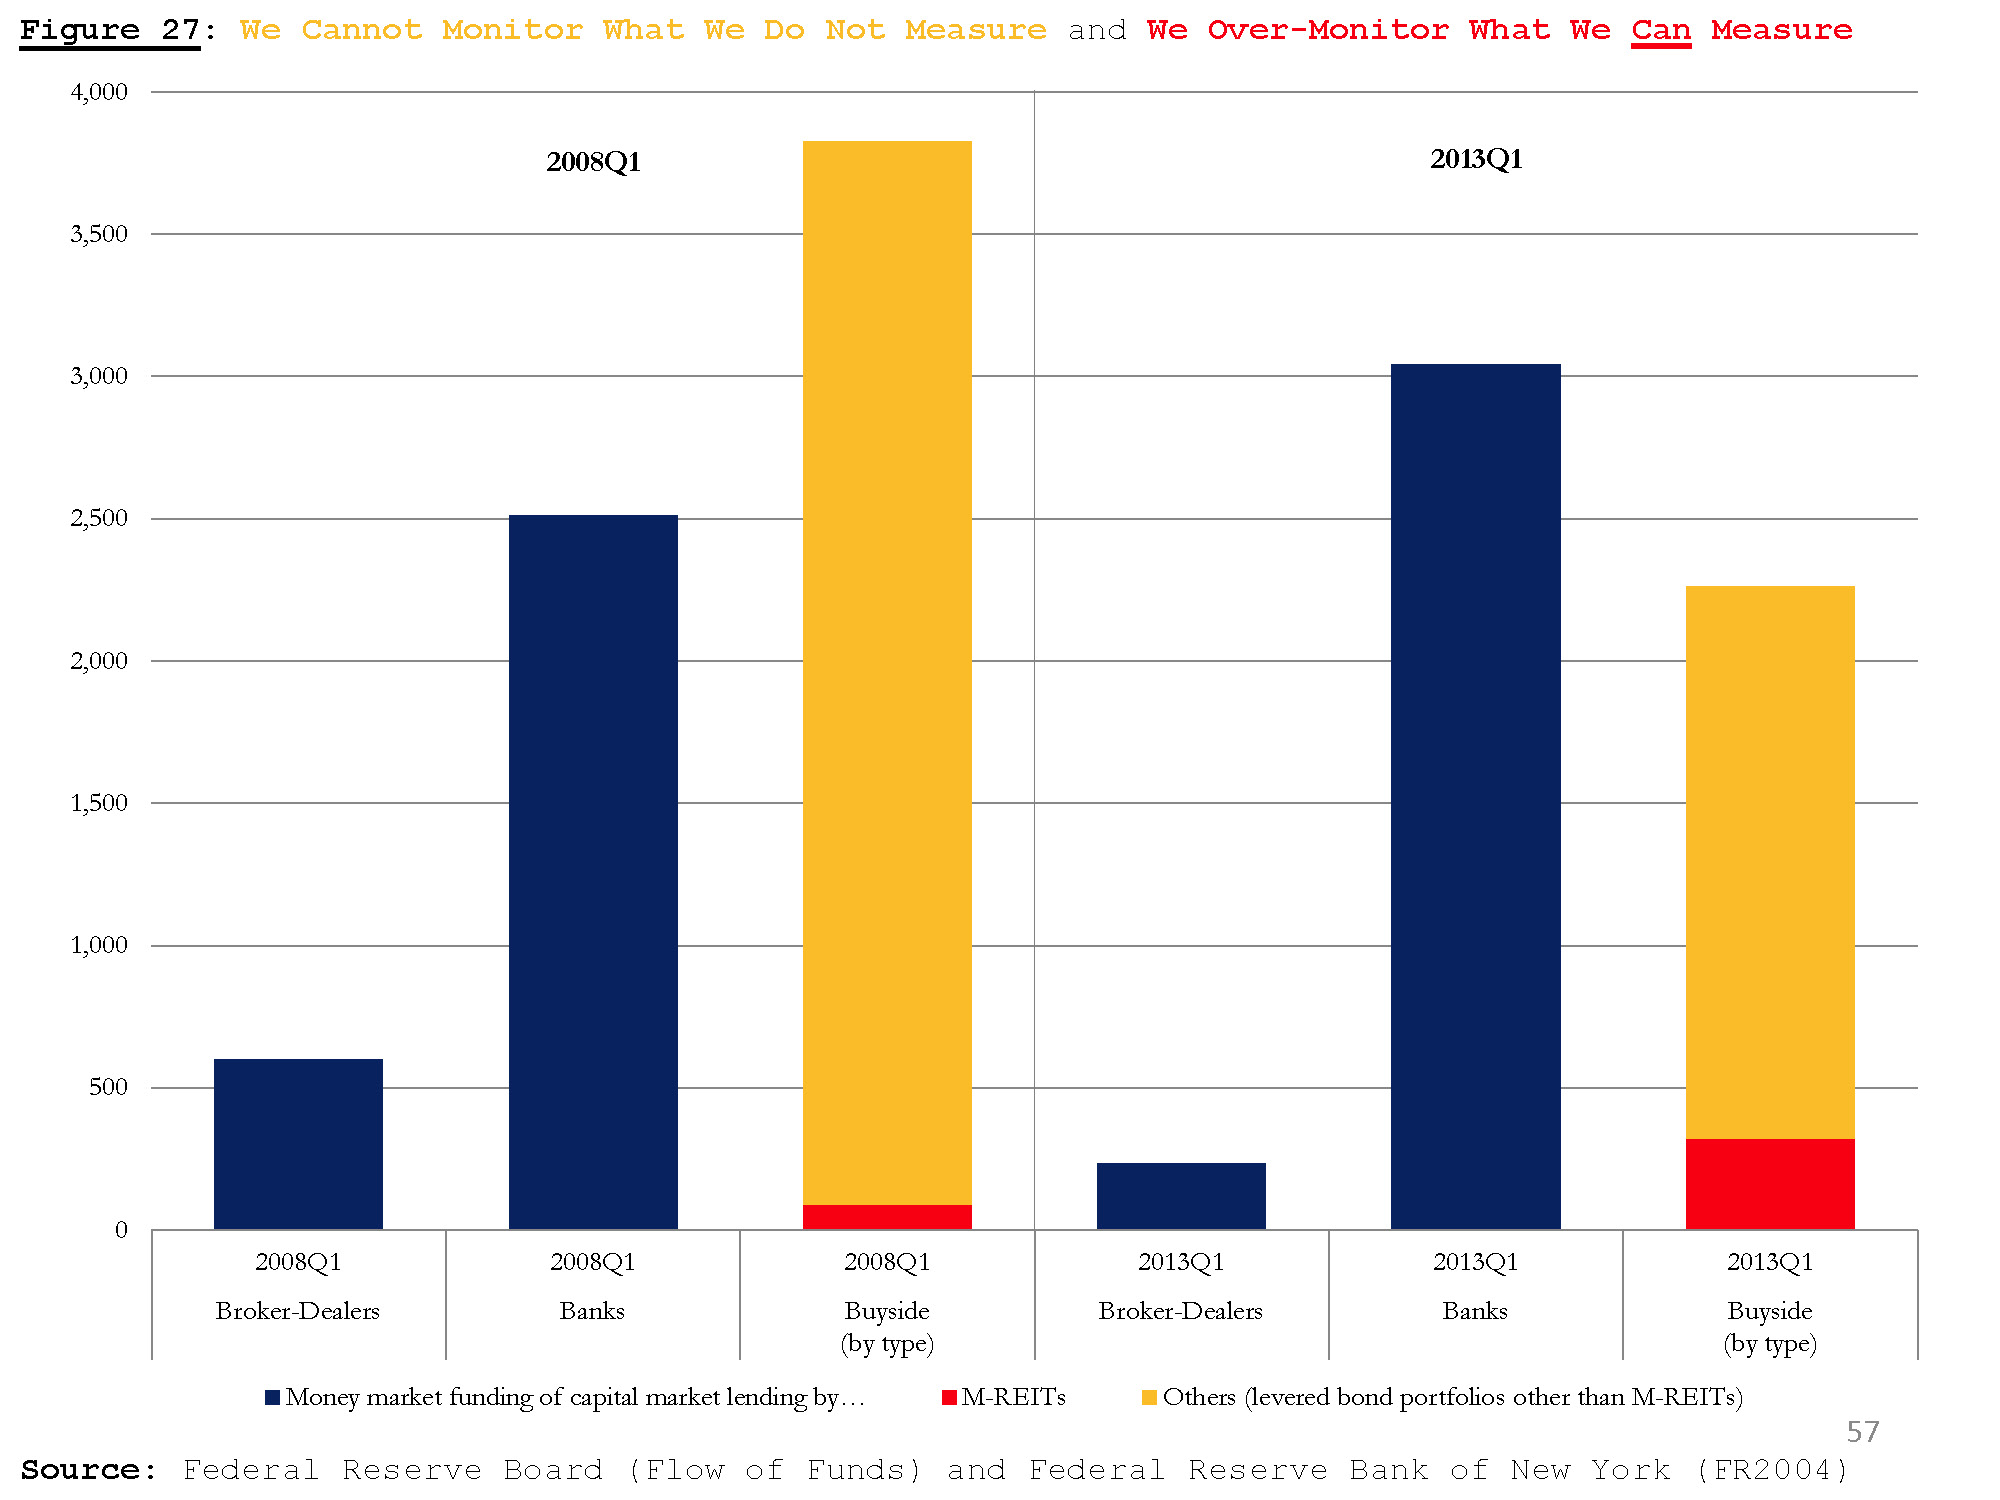 Figure 27: We Cannot Monitor What We Do Not Measure and We Over-Monitor What We Can Measure
4,000
3,500
3,000
2,500
2,000
1,500
1,000
500
0
2008Q1
2013Q1
2008Q1 2008Q1 2008Q1 2013Q1 2013Q1 2013Q1
Broker-Dealers Banks Buyside Broker-Dealers Banks Buyside
(by type) (by type)
Money market funding of capital market lending by… M-REITs Others (levered bond portfolios other than M-REITs)
57
Source: Federal Reserve Board (Flow of Funds) and Federal Reserve Bank of New York (FR2004)